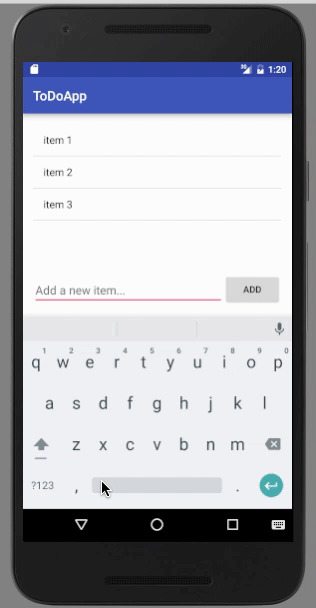 1:20
ToDoApp
item 1
item 2
item 3
Add a new item...
ADD
1 2 3 4 5 6 7 8 9 0
q w e r t y u i o p
a s d f g h j k l
z x c v b n m
?123 , .